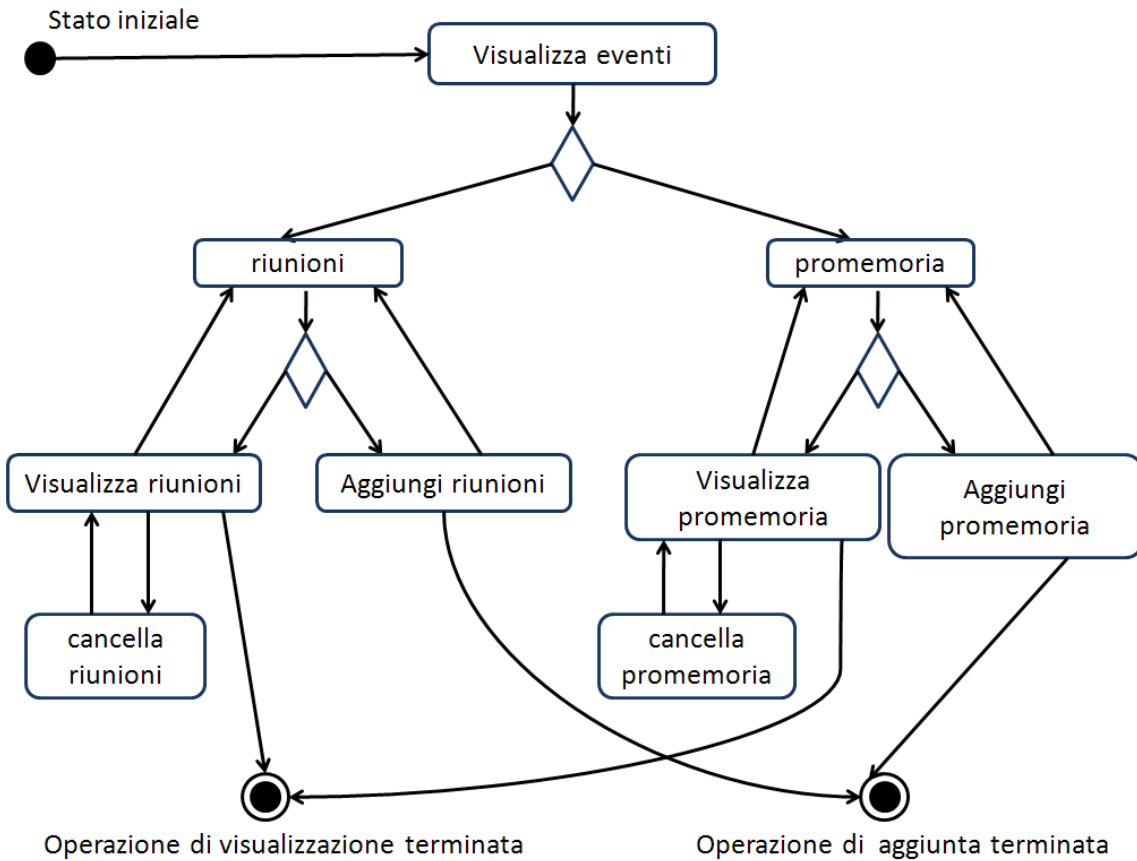 Stato iniziale
Visualizza eventi
riunioni
promemoria
Visualizza riunioni
Aggiungi riunioni
Visualizza
promemoria
Aggiungi
promemoria
cancella
riunioni
cancella
promemoria
Operazione di visualizzazione terminata
Operazione di aggiunta terminata